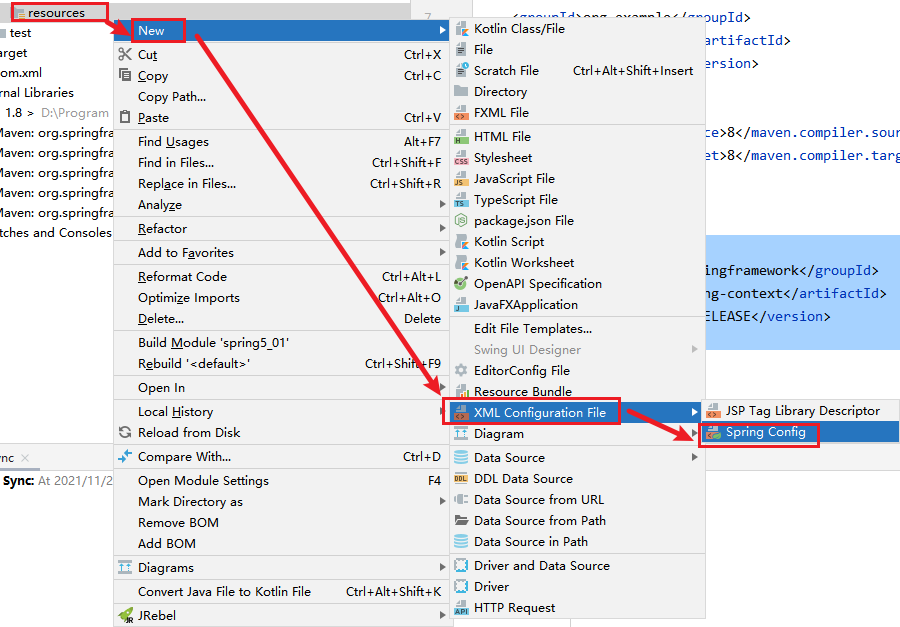 resources
test
arget
om.xml
rnal Libraries
1.8 > D:\Program
Maven: org.springfra
Maven: org.springfra
Maven: org.springfra
Maven: org.springfra
Maven: org.springfra
tches and Consoles
nc
Sync: At 2021/11/2
New
Cut Ctrl+X
Copy Ctrl+C
Copy Path...
Paste Ctrl+V
Find Usages Alt+F7
Find in Files... Ctrl+Shift+F
Replace in Files... Ctrl+Shift+R
Analyze
Refactor
Add to Favorites
Reformat Code Ctrl+Alt+L
Optimize Imports Ctrl+Alt+O
Delete... Delete
Build Module 'spring5_01'
Rebuild '<default>' Ctrl+Shift+F9
Open In
Local History
Reload from Disk
Compare With... Ctrl+D
Open Module Settings F4
Mark Directory as
Remove BOM
Add BOM
Diagrams
Convert Java File to Kotlin File Ctrl+Alt+Shift+K
JRebel
7
Kotlin Class/File
File
Scratch File Ctrl+Alt+Shift+Insert
Directory
FXML File
HTML File
Stylesheet
JavaScript File
TypeScript File
package.json File
Kotlin Script
Kotlin Worksheet
OpenAPI Specification
JavaFXApplication
Edit File Templates...
Swing UI Designer
EditorConfig File
Resource Bundle
XML Configuration File
Diagram
Data Source
DDL Data Source
Data Source from URL
Data Source from Path
Data Source in Path
Driver and Data Source
Driver
HTTP Request
JSP Tag Library Descriptor
Spring Config
<groupId>org.example</groupId>
artifactId>
ersion>
ce>8</maven.compiler.sour
et>8</maven.compiler.targ
ingframework</groupId>
ng-context</artifactId>
ELEASE</version>